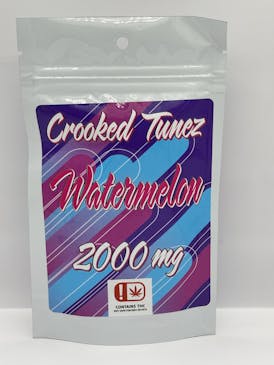 Crooked Tunez
Watermelon
2000 mg
CONTAINS THC